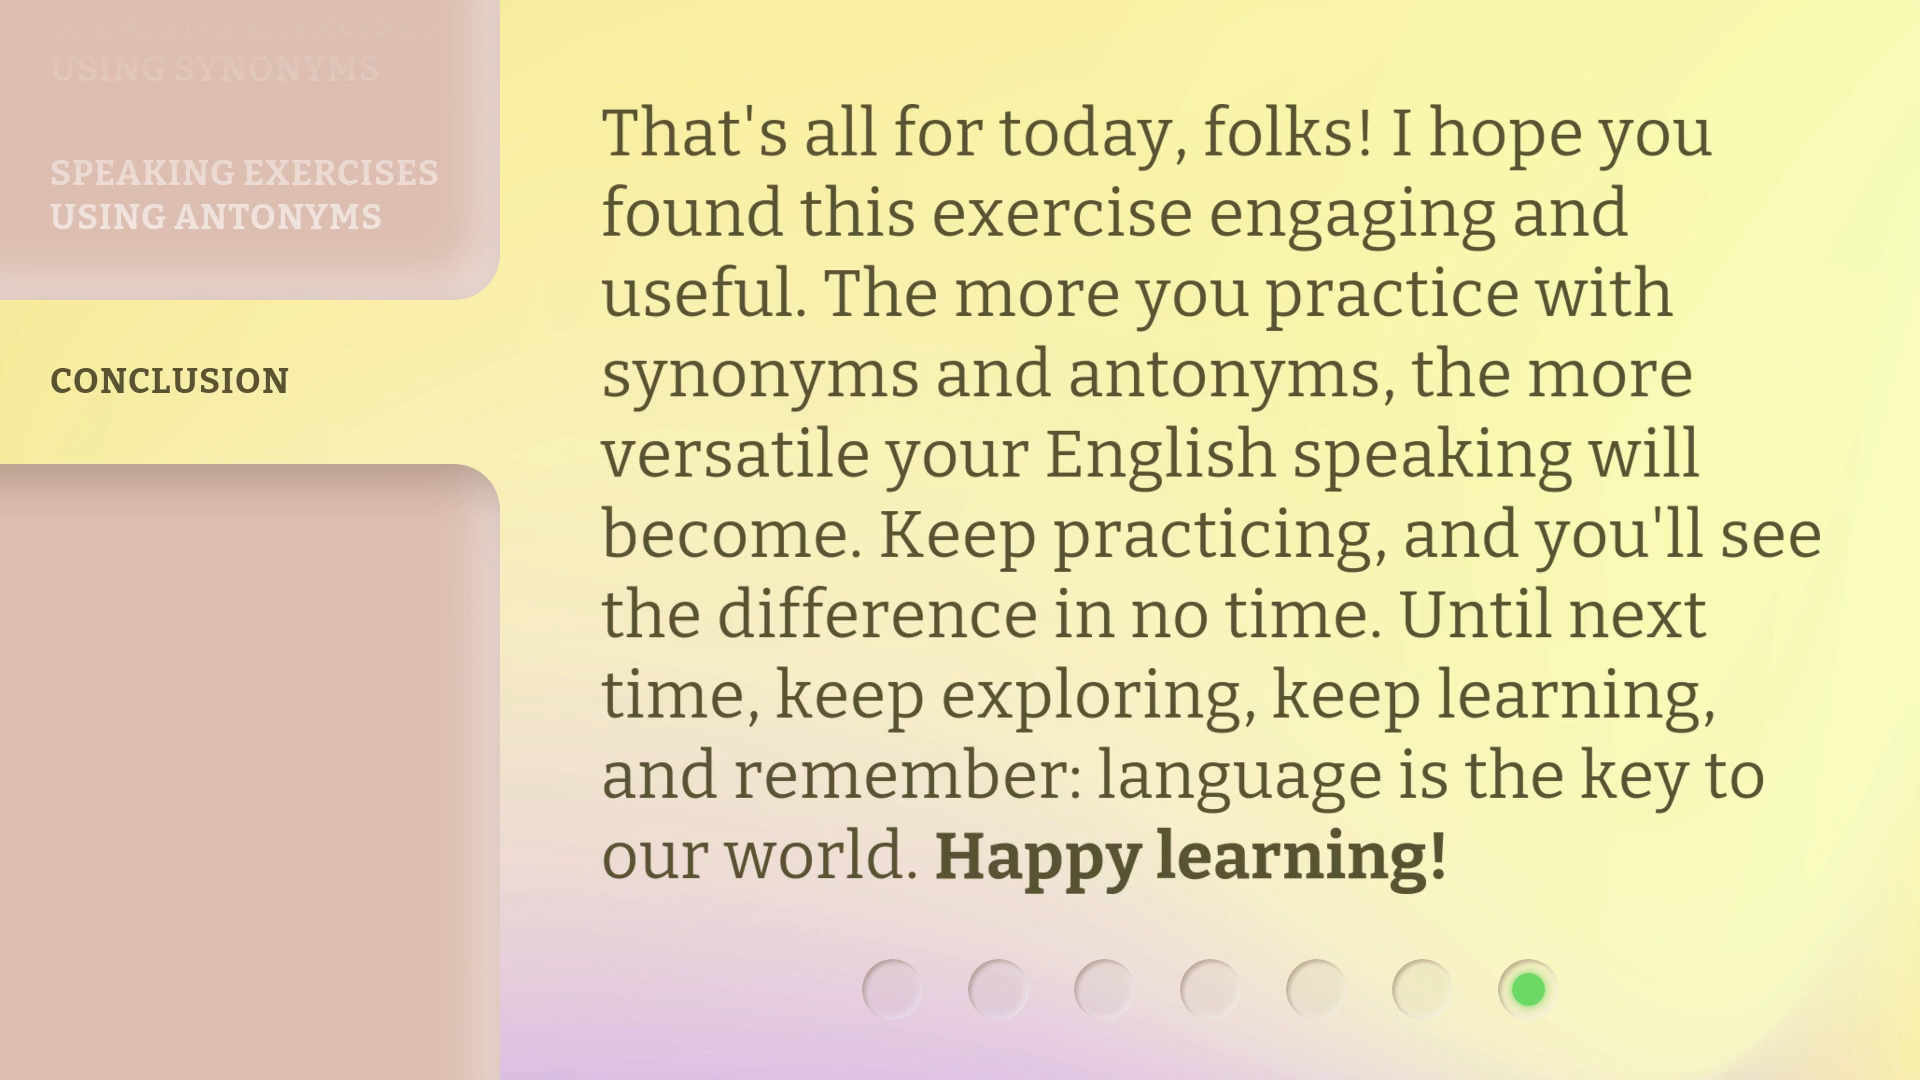 SPEAKING EXERCISES
USING SYNONYMS
SPEAKING EXERCISES
USING ANTONYMS
CONCLUSION
That's all for today, folks! I hope you
found this exercise engaging and
useful. The more you practice with
synonyms and antonyms, the more
versatile your English speaking will
become. Keep practicing, and you'll see
the difference in no time. Until next
time, keep exploring, keep learning,
and remember: language is the key to
our world. Happy learning!